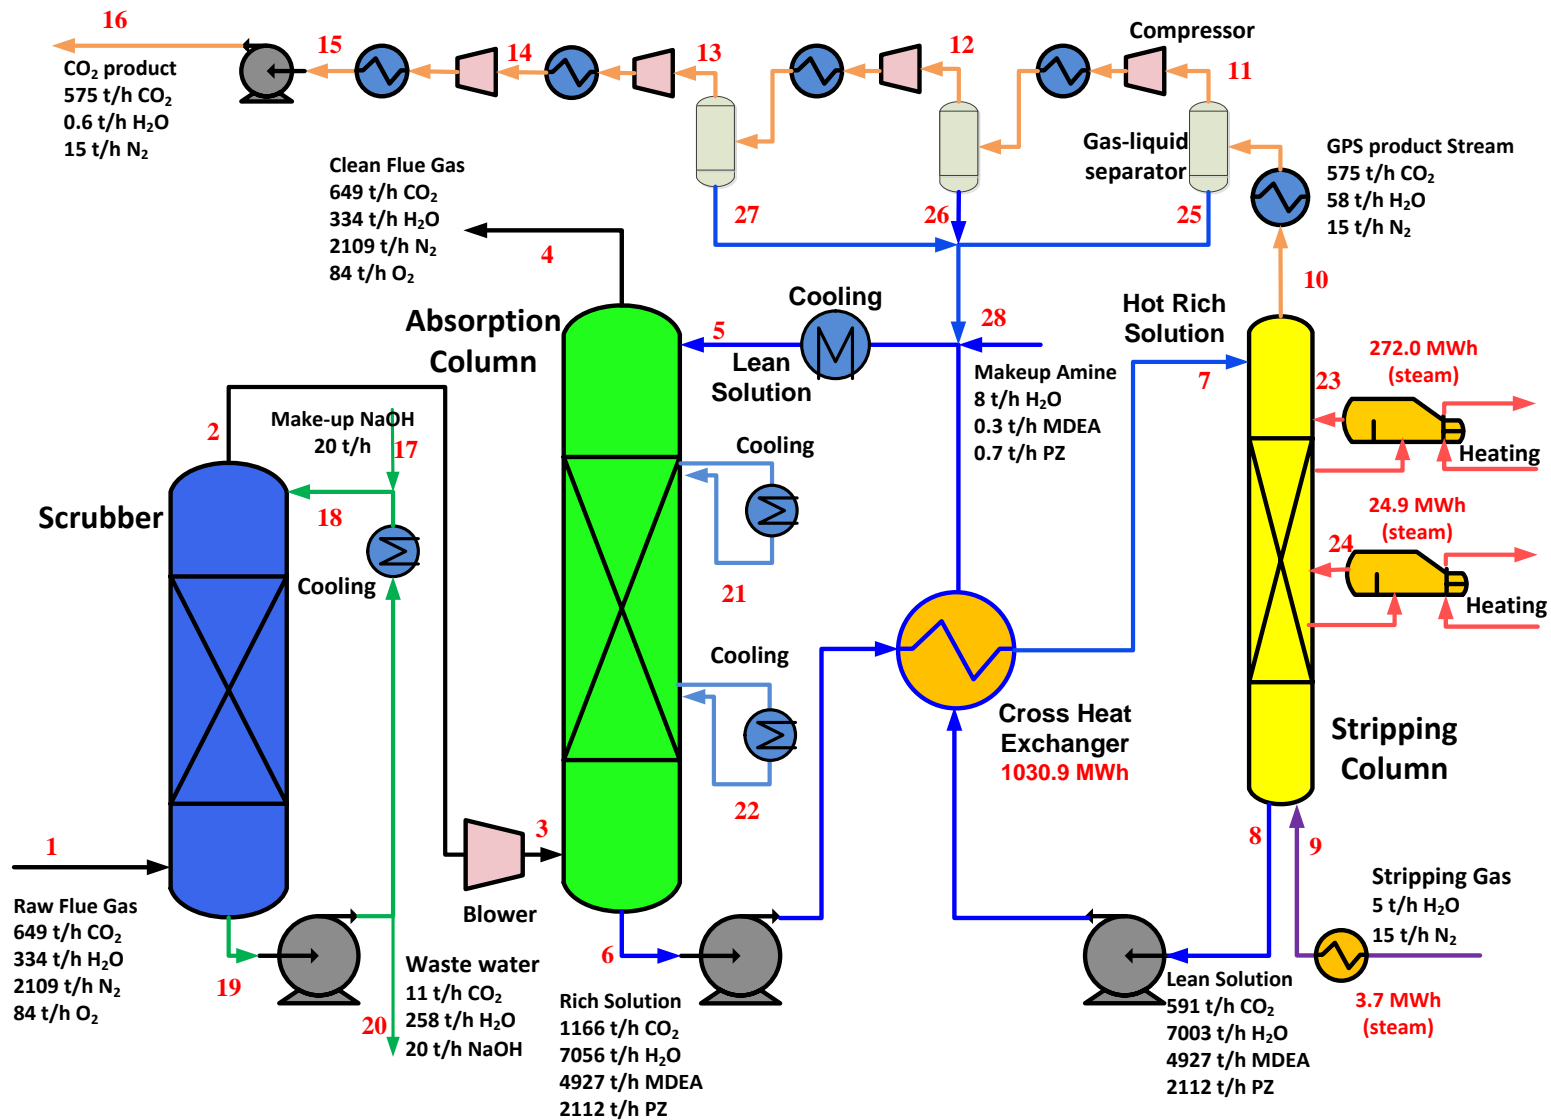 16
15
14
13
12
Compressor
11
CO₂ product
575 t/h CO₂
0.6 t/h H₂O
15 t/h N₂
Clean Flue Gas
649 t/h CO₂
334 t/h H₂O
2109 t/h N₂
84 t/h O₂
Gas-liquid
separator
GPS product Stream
575 t/h CO₂
58 t/h H₂O
15 t/h N₂
27
26
25
4
10
Absorption
Column
5
Cooling
28
Lean
Solution
Hot Rich
Solution
7
272.0 MWh
(steam)
23
Heating
Makeup Amine
8 t/h H₂O
0.3 t/h MDEA
0.7 t/h PZ
2
Make-up NaOH
20 t/h
17
Cooling
Scrubber
18
Cooling
21
24.9 MWh
(steam)
24
Heating
Cooling
22
Cross Heat
Exchanger
1030.9 MWh
Stripping
Column
1
3
8
9
Raw Flue Gas
649 t/h CO₂
334 t/h H₂O
2109 t/h N₂
84 t/h O₂
Blower
19
6
Stripping Gas
5 t/h H₂O
15 t/h N₂
3.7 MWh
(steam)
Waste water
11 t/h CO₂
258 t/h H₂O
20 t/h NaOH
20
Rich Solution
1166 t/h CO₂
7056 t/h H₂O
4927 t/h MDEA
2112 t/h PZ
Lean Solution
591 t/h CO₂
7003 t/h H₂O
4927 t/h MDEA
2112 t/h PZ